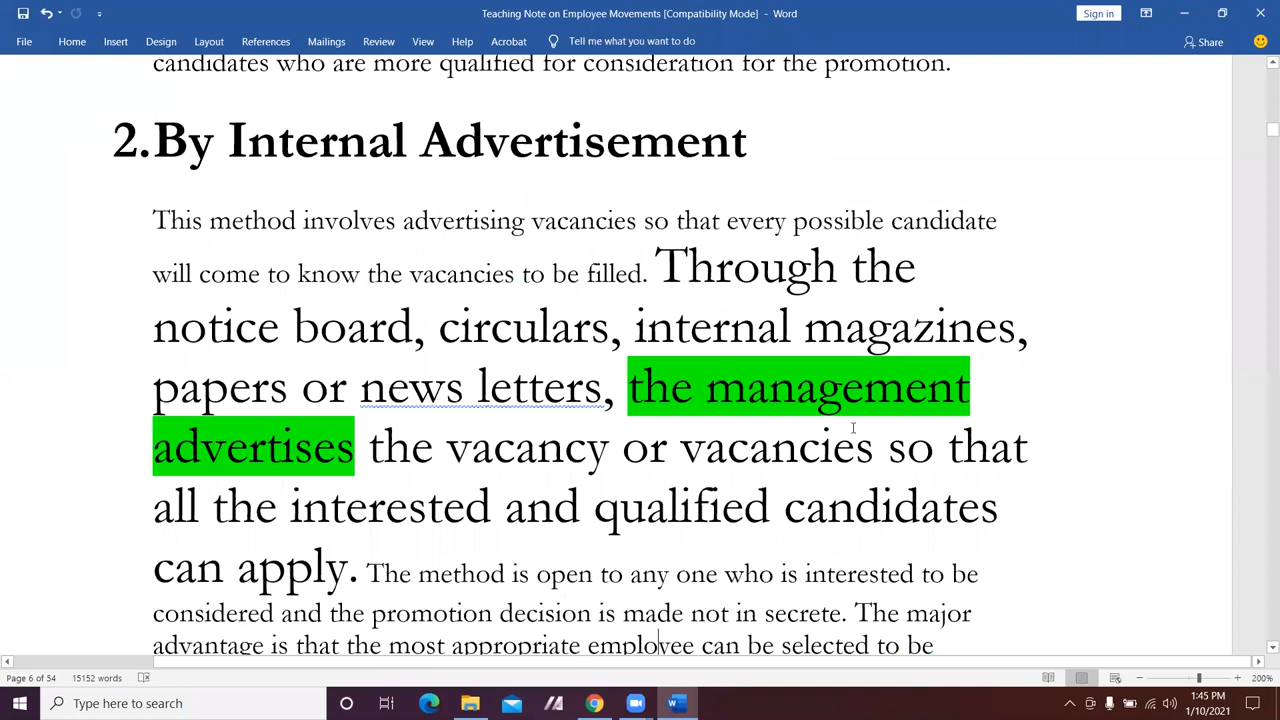 Teaching Note on Employee Movements [Compatibility Mode] - Word
Sign in
File Home Insert Design Layout References Mailings Review View Help Acrobat Tell me what you want to do Share
candidates who are more qualified for consideration for the promotion.
2. By Internal Advertisement
This method involves advertising vacancies so that every possible candidate
will come to know the vacancies to be filled. Through the
notice board, circulars, internal magazines,
papers or news letters, the management
advertises the vacancy or vacancies so that
all the interested and qualified candidates
can apply. The method is open to any one who is interested to be
considered and the promotion decision is made not in secrete. The major
advantage is that the most appropriate employee can be selected to be
Page 6 of 54 15152 words 200%
Type here to search
1:45 PM
1/10/2021